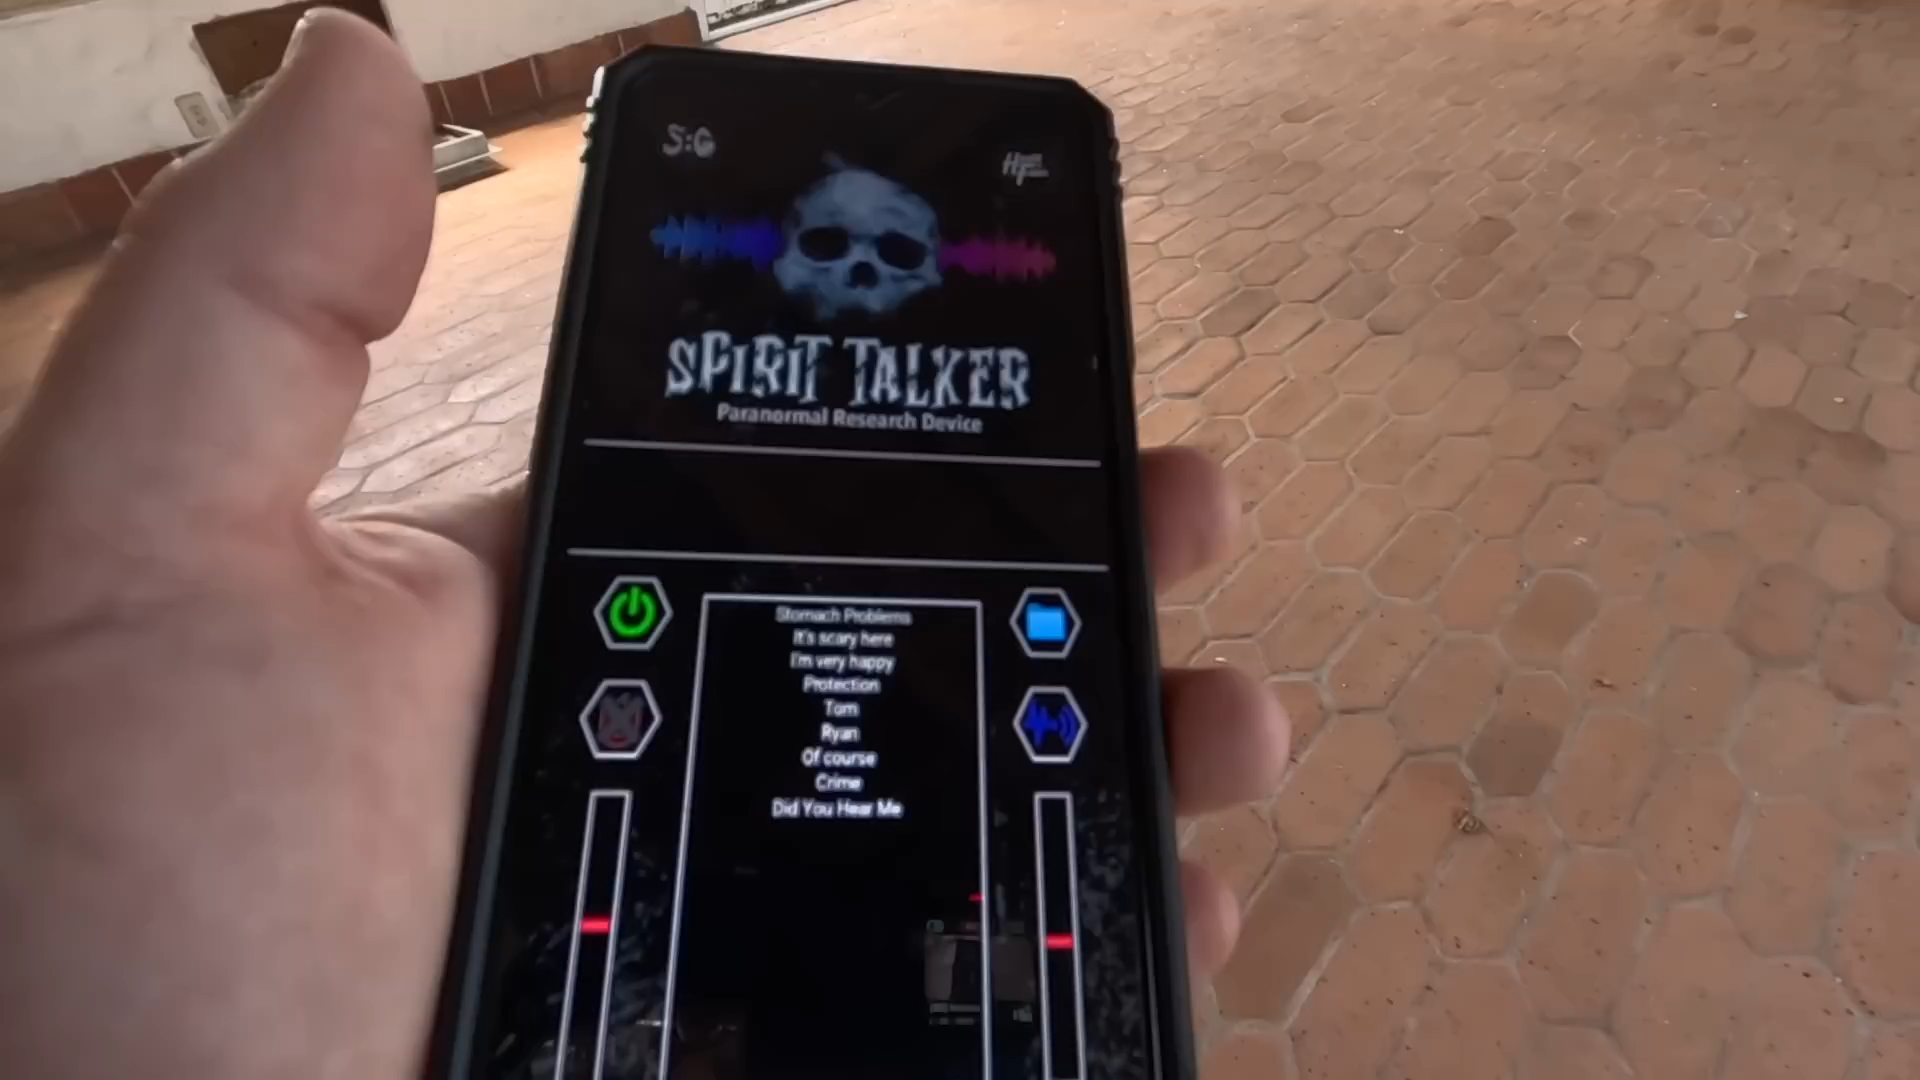 S:G
SPIRIT TALKER
Paranormal Research Device
Stomach Problems
It's scary here
I'm very happy
Protection
Tom
Ryan
Of course
Crime
Did You Hear Me